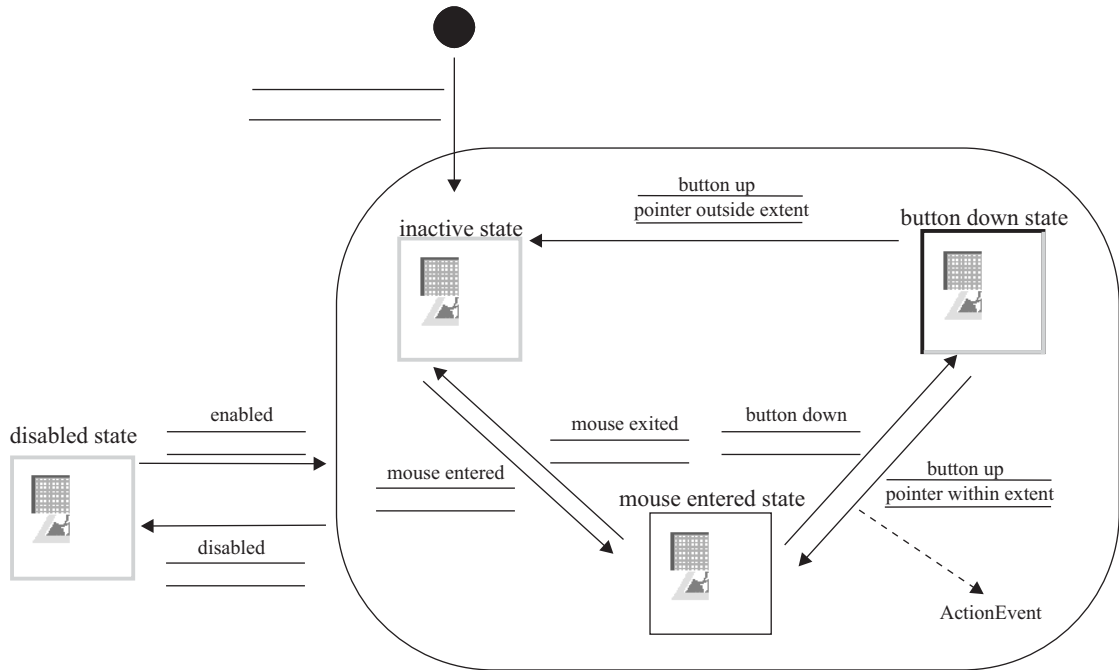 button up
pointer outside extent
inactive state
button down state
enabled
disabled state
mouse exited
button down
mouse entered
button up
pointer within extent
mouse entered state
disabled
ActionEvent